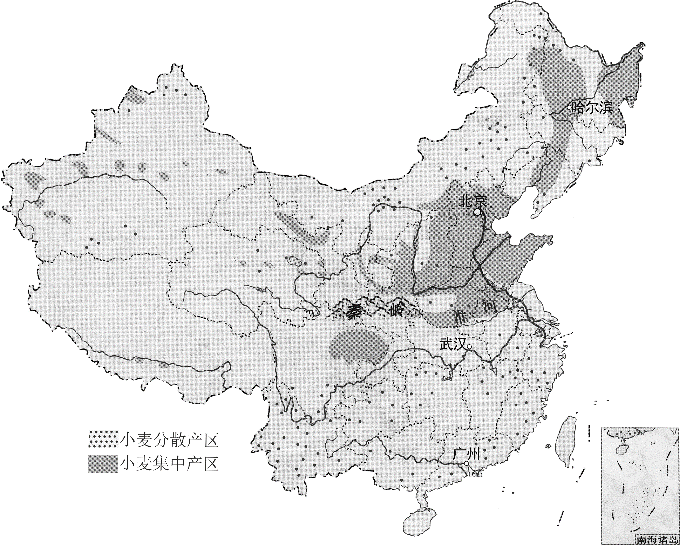 哈尔滨
北京
秦 岭
淮 河
武汉
小麦分散产区
小麦集中产区
广州
南海诸岛